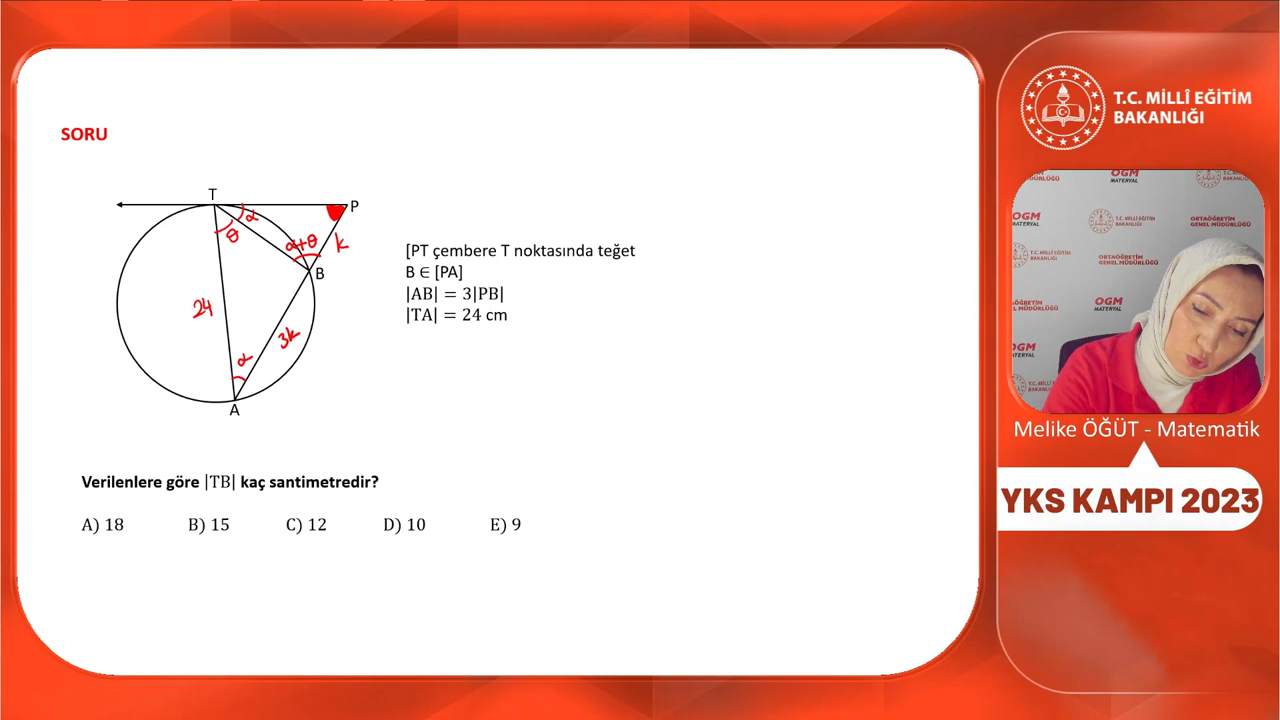 SORU
T
P
α
θ
α+θ
k
B
24
3k
α
A
[PT çembere T noktasında teğet
B ∈ [PA]
|AB| = 3|PB|
|TA| = 24 cm
Verilenlere göre |TB| kaç santimetredir?
A) 18 B) 15 C) 12 D) 10 E) 9
T.C. MİLLÎ EĞİTİM
BAKANLIĞI
OGM
MATERYAL
ORTAÖĞRETİM
GENEL MÜDÜRLÜĞÜ
Melike ÖĞÜT - Matematik
YKS KAMPI 2023